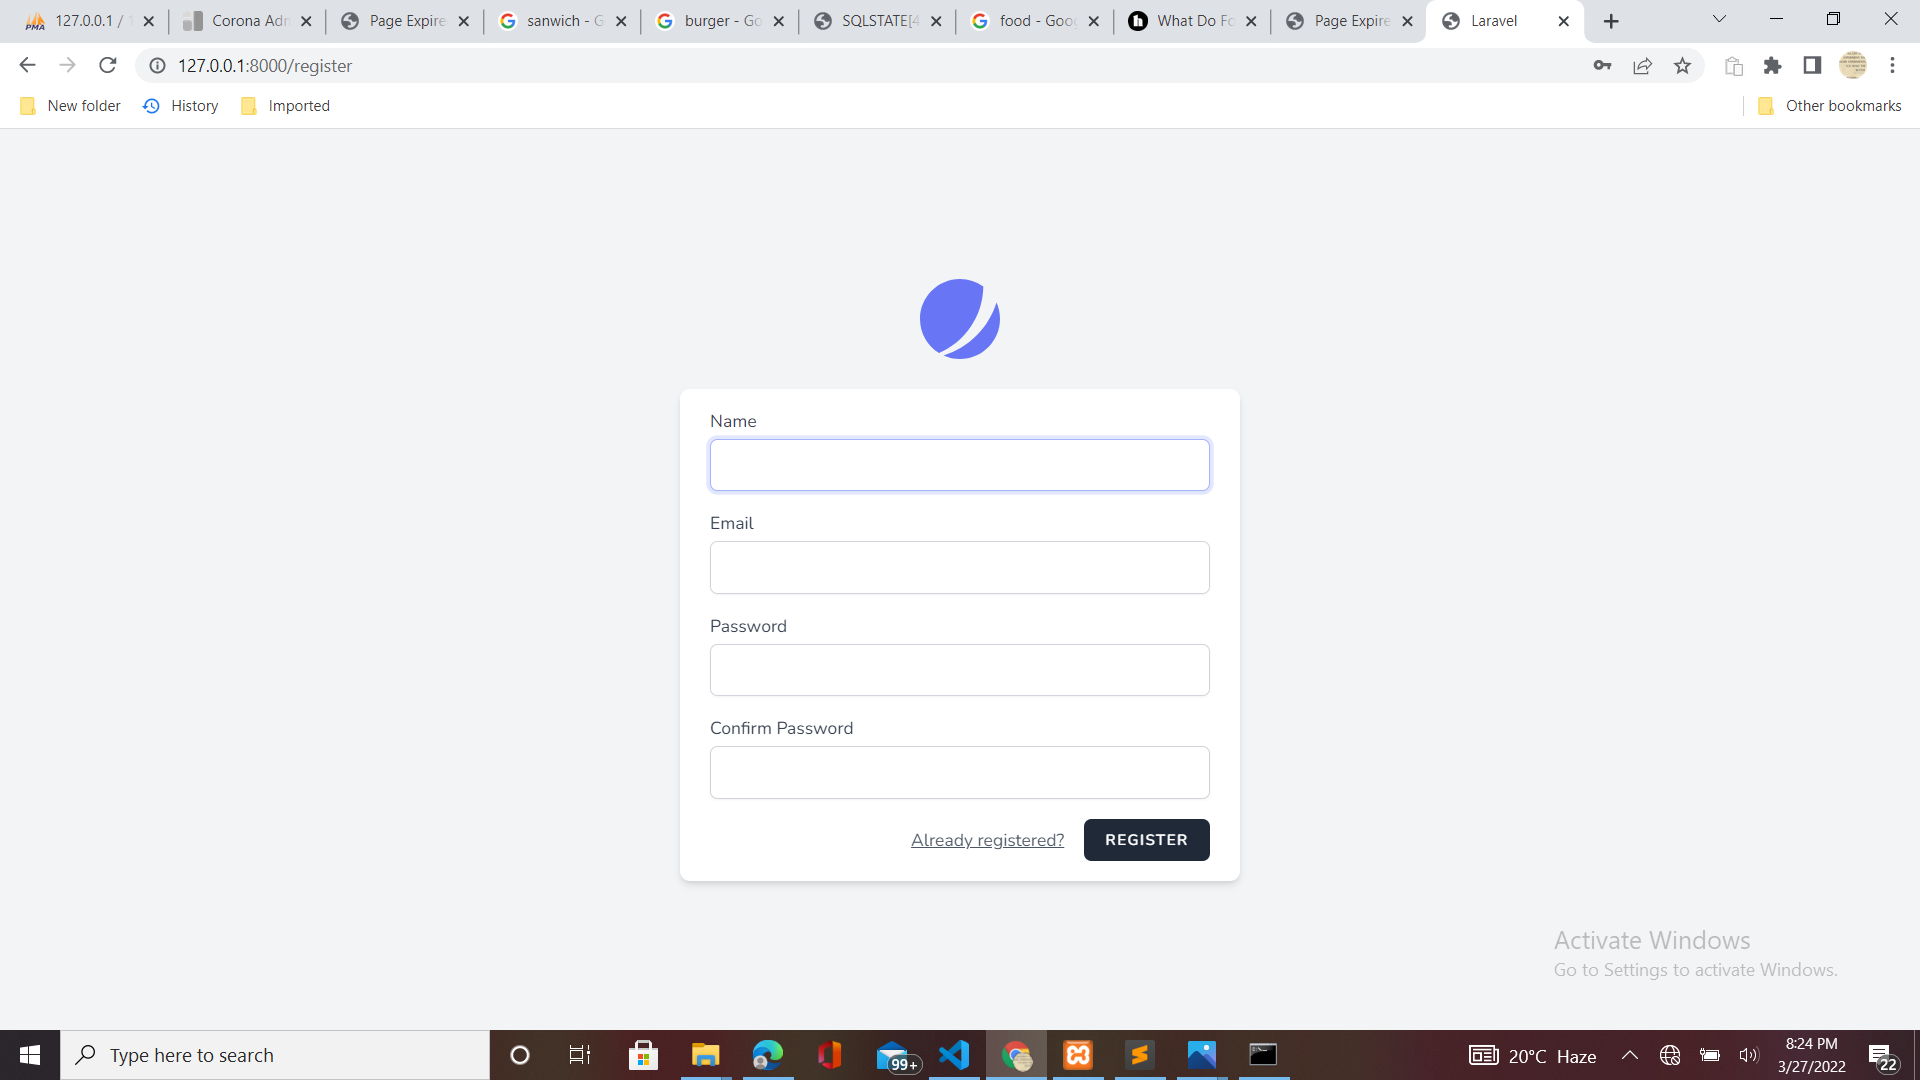 127.0.0.1 / 1
Corona Adm
Page Expire
sanwich - G
burger - Go
SQLSTATE[4
food - Goog
What Do Fo
Page Expire
Laravel
127.0.0.1:8000/register
New folder
History
Imported
Other bookmarks
Name
Email
Password
Confirm Password
Already registered?
REGISTER
Activate Windows
Go to Settings to activate Windows.
Type here to search
99+
20°C Haze
8:24 PM
3/27/2022
22